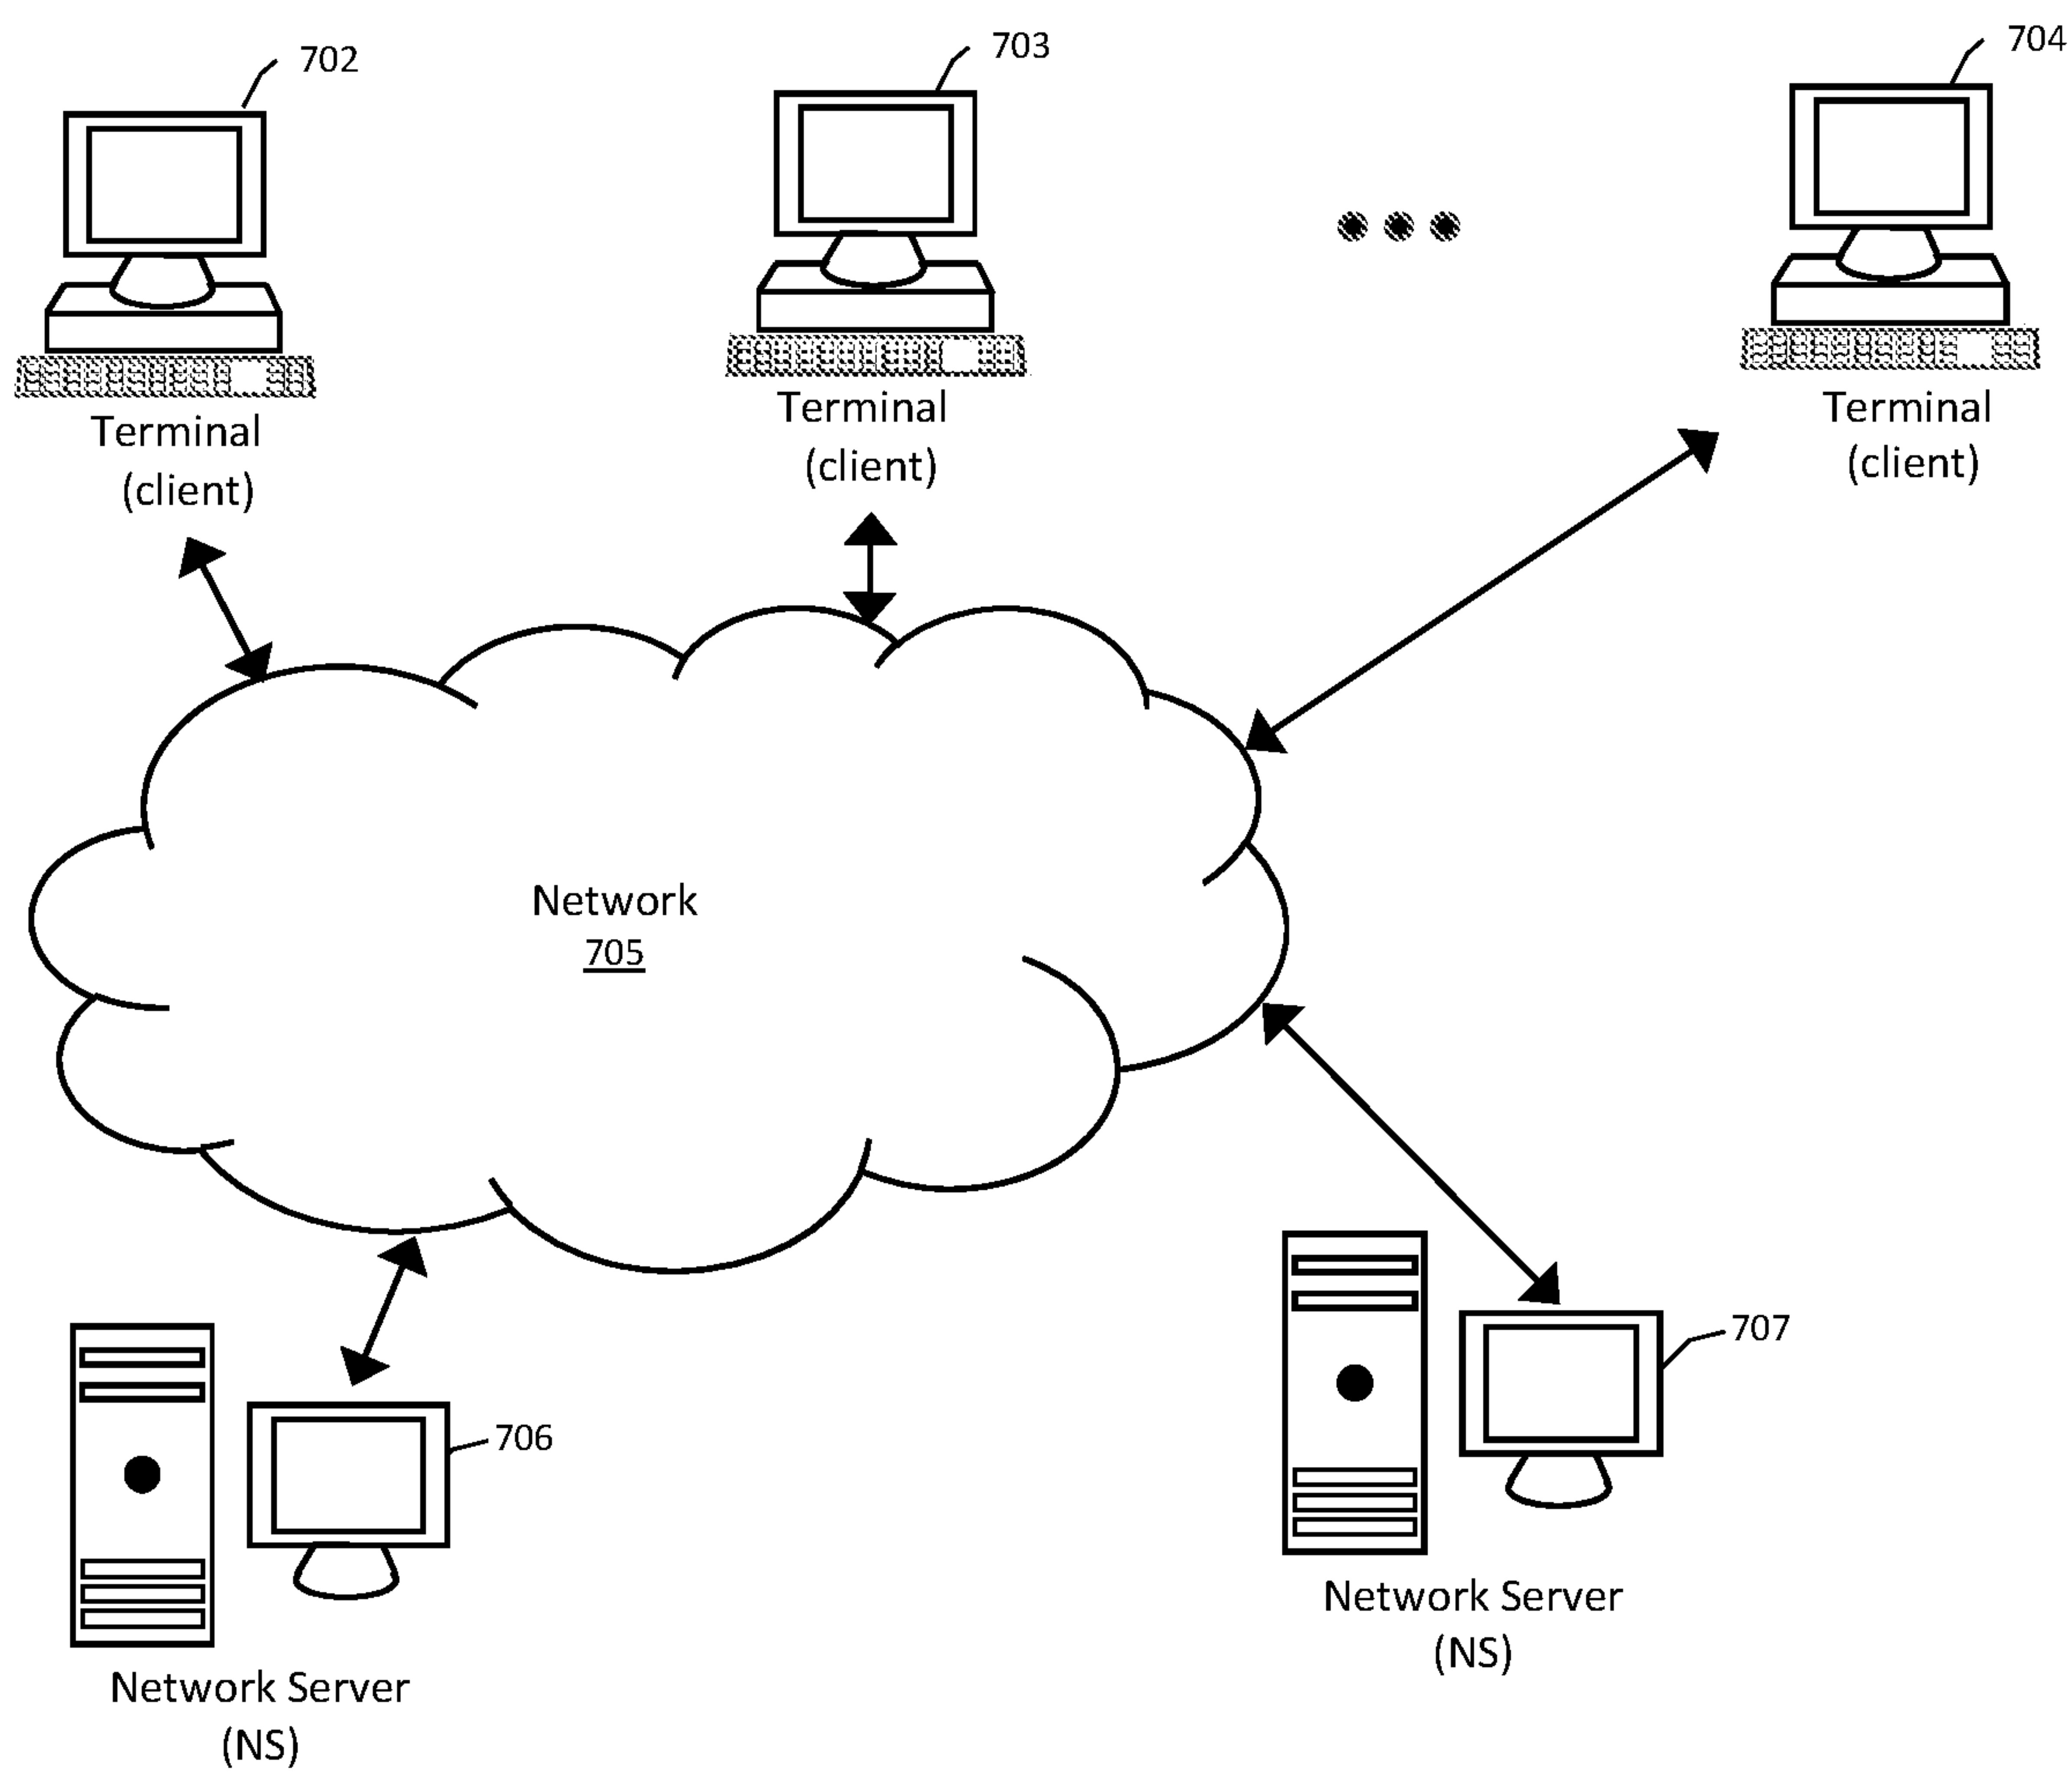 702
703
704
Terminal
(client)
Terminal
(client)
Terminal
(client)
Network
705
706
707
Network Server
(NS)
Network Server
(NS)